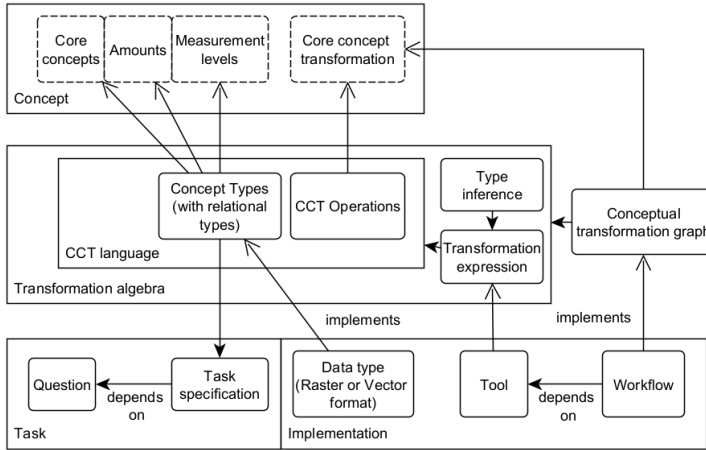 Core
concepts
Amounts
Measurement
levels
Core concept
transformation
Concept
Concept Types
(with relational
types)
CCT Operations
CCT language
Type
inference
Transformation
expression
Transformation algebra
Conceptual
transformation graph
implements
implements
Question
depends
on
Task
specification
Task
Data type
(Raster or Vector
format)
Tool
depends
on
Workflow
Implementation